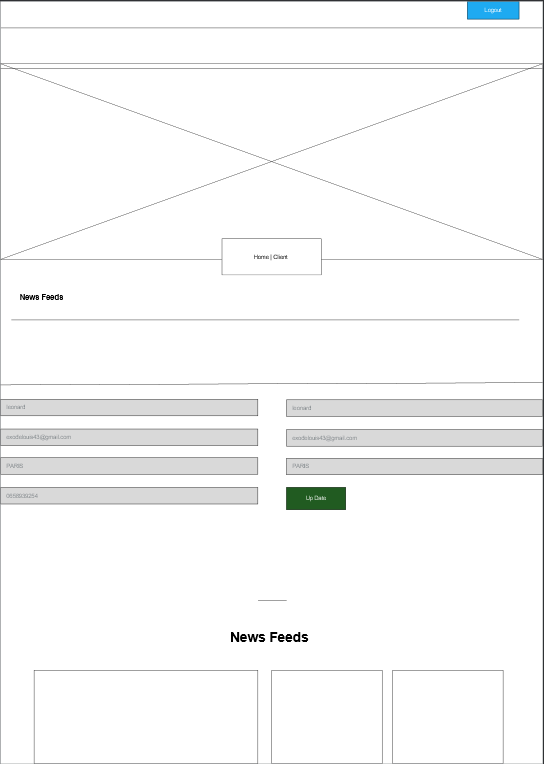 Logout
Home | Client
News Feeds
leonard
leonard
PARIS
PARIS
Up Date
News Feeds